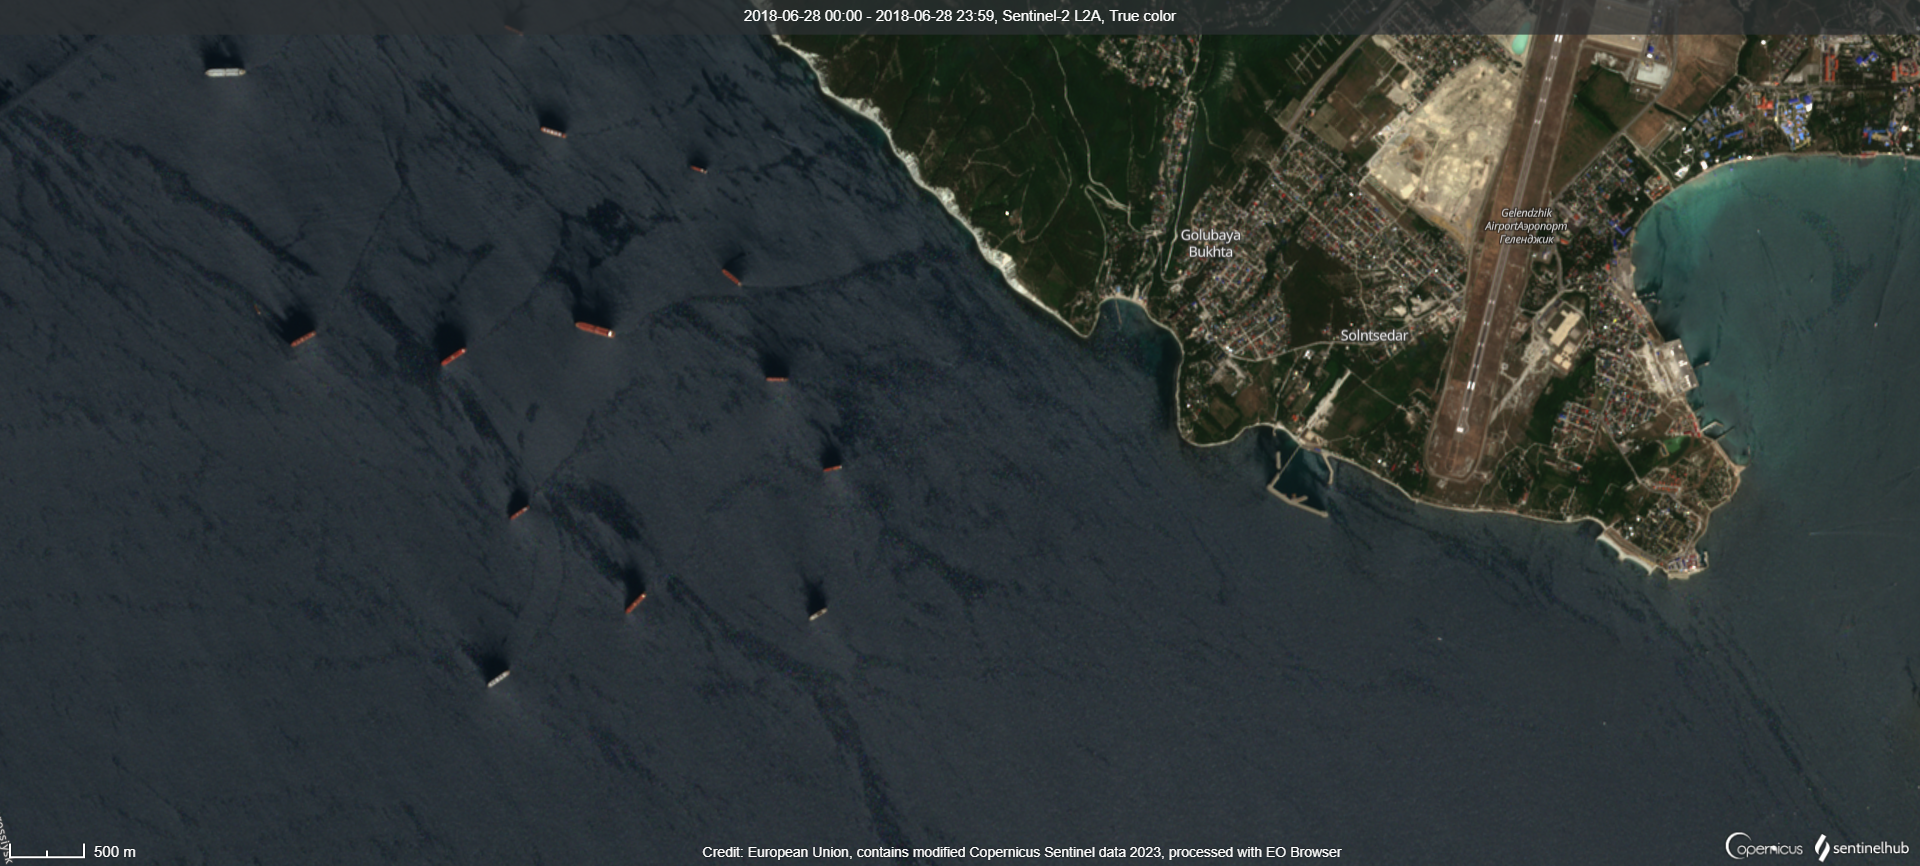 2018-06-28 00:00 - 2018-06-28 23:59, Sentinel-2 L2A, True color
Gelendzhik
AirportАэропорт
Геленджик
Golubaya
Bukhta
Solntsedar
500 m
Credit: European Union, contains modified Copernicus Sentinel data 2023, processed with EO Browser
Copernicus
sentinelhub